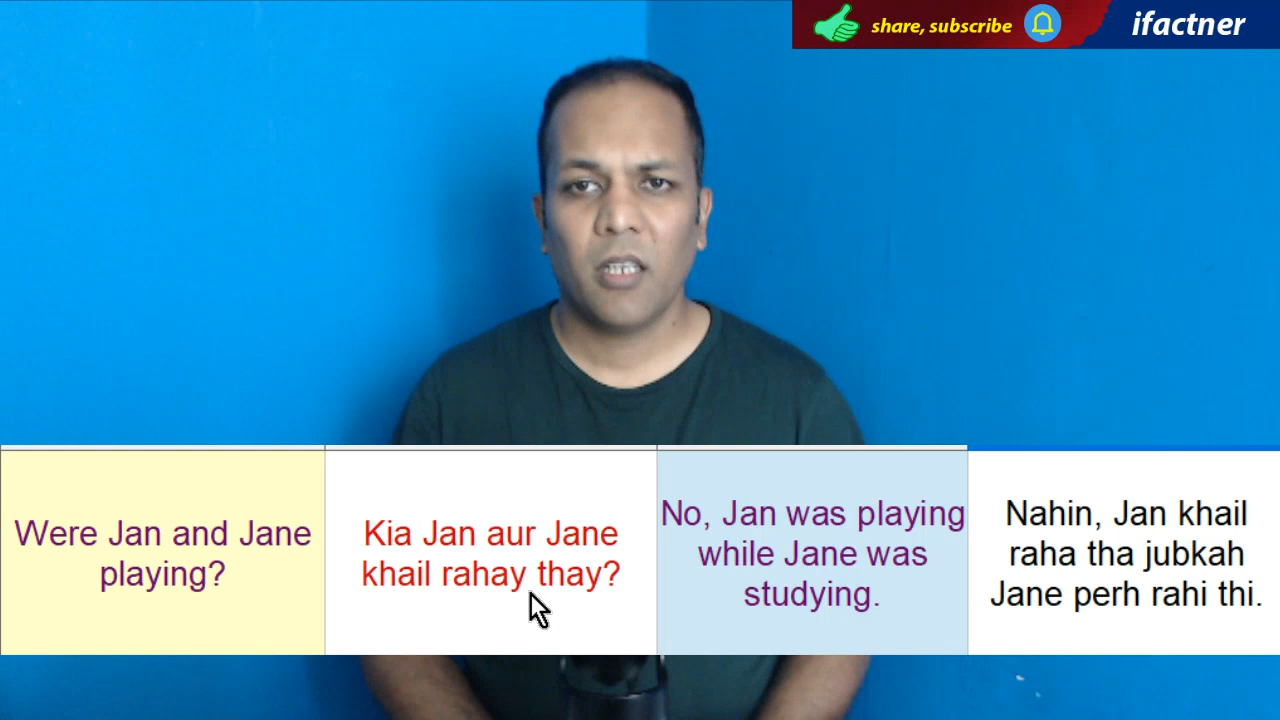 share, subscribe
ifactner
Were Jan and Jane
playing?
Kia Jan aur Jane
khail rahay thay?
No, Jan was playing
while Jane was
studying.
Nahin, Jan khail
raha tha jubkah
Jane perh rahi thi.